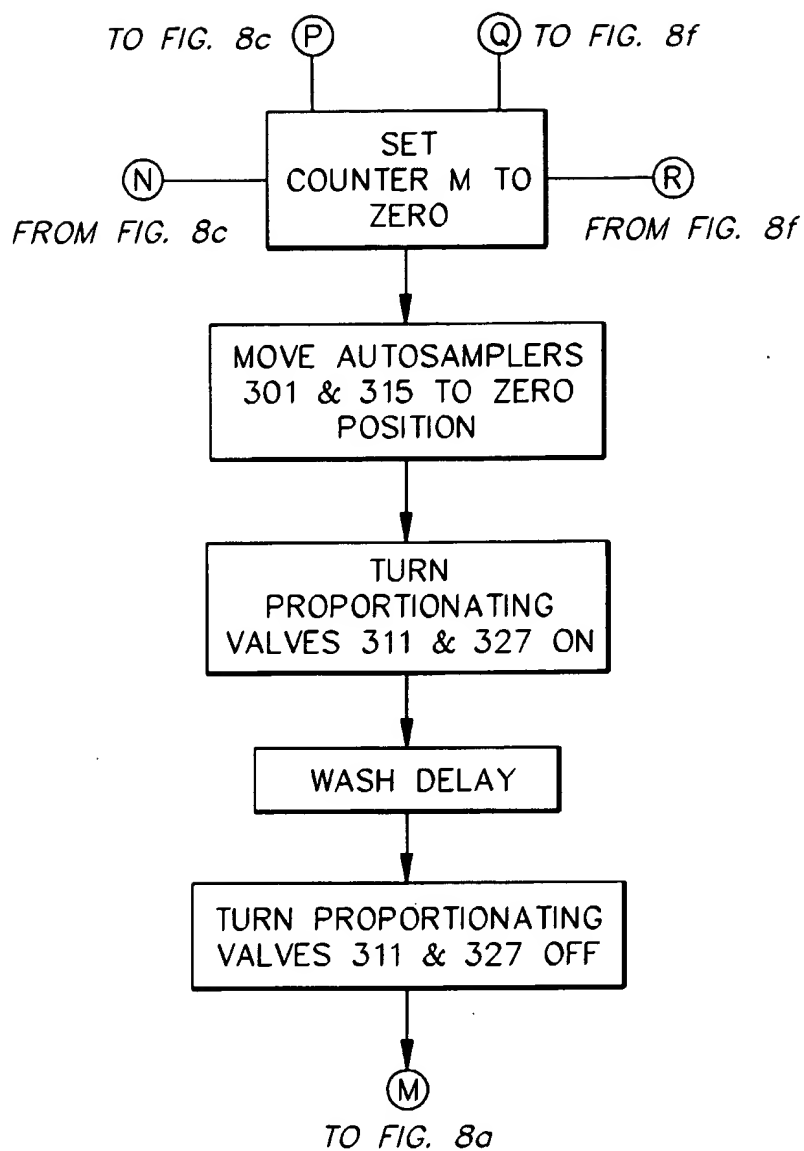 TO FIG. 8c P
Q TO FIG. 8f
SET
COUNTER M TO
ZERO
N
R
FROM FIG. 8c
FROM FIG. 8f
MOVE AUTOSAMPLERS
301 & 315 TO ZERO
POSITION
TURN
PROPORTIONATING
VALVES 311 & 327 ON
WASH DELAY
TURN PROPORTIONATING
VALVES 311 & 327 OFF
M
TO FIG. 8a